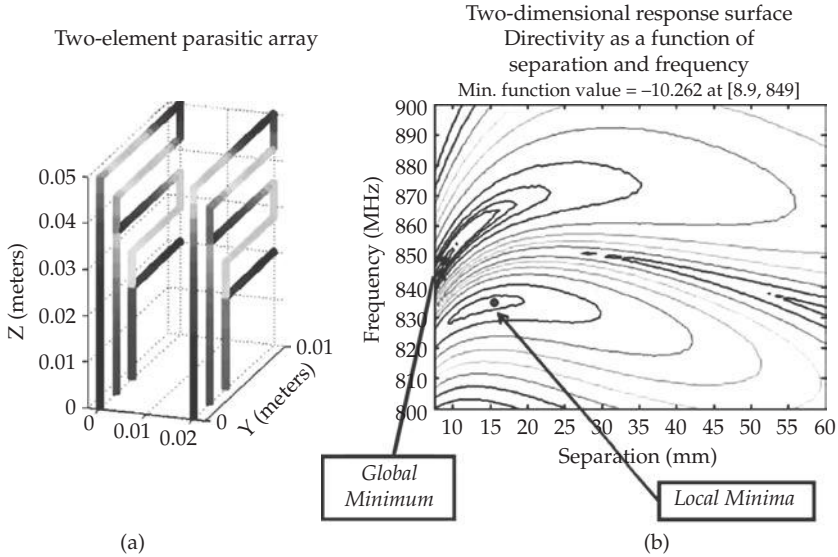 Two-element parasitic array
Z (meters)
0.05
0.04
0.03
0.02
0.01
0
0 0.01 0.02
0 0.01
Y (meters)
(a)
Two-dimensional response surface
Directivity as a function of
separation and frequency
Min. function value = –10.262 at [8.9, 849]
Frequency (MHz)
900
890
880
870
860
850
840
830
820
810
800
10 15 20 25 30 35 40 45 50 55 60
Separation (mm)
Global
Minimum
Local Minima
(b)